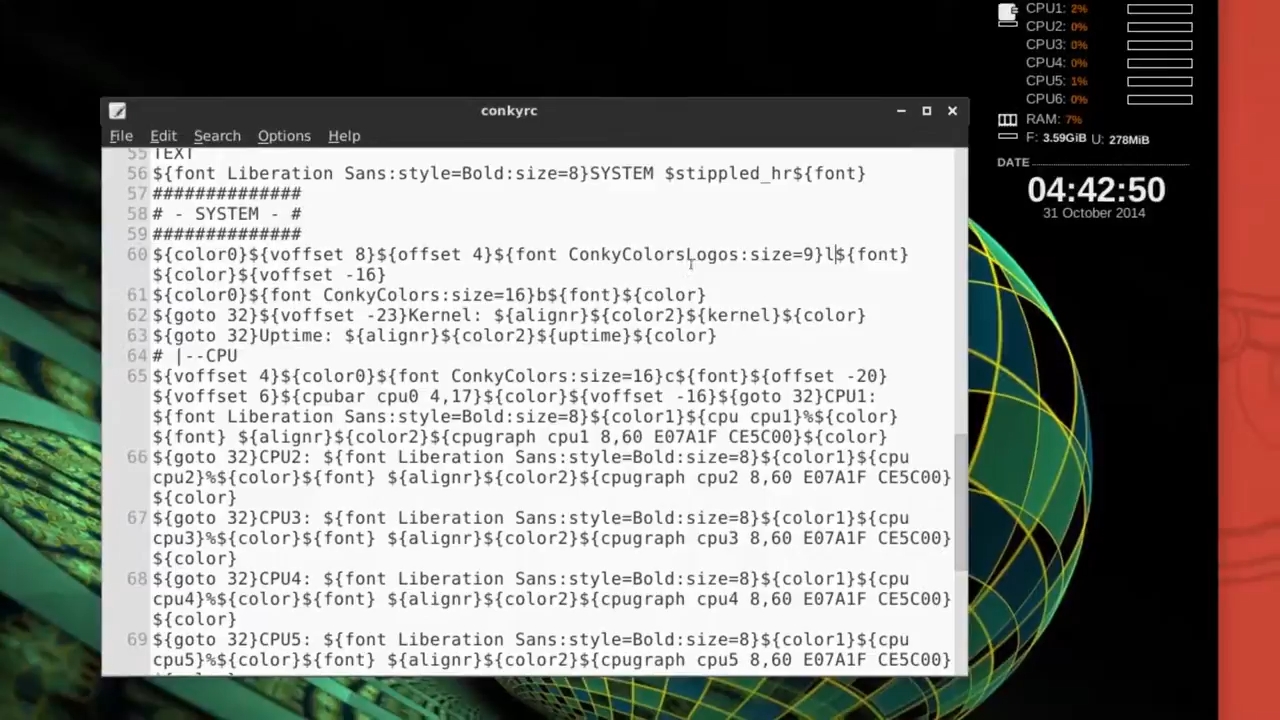 CPU1: 2%
CPU2: 0%
CPU3: 0%
CPU4: 0%
CPU5: 1%
CPU6: 0%
RAM: 7%
F: 3.59GiB U: 278MiB
DATE
04:42:50
31 October 2014
conkyrc
File Edit Search Options Help
55 TEXT
56 ${font Liberation Sans:style=Bold:size=8}SYSTEM $stippled_hr${font}
57 ##############
58 # - SYSTEM - #
59 ##############
60 ${color0}${voffset 8}${offset 4}${font ConkyColorsLogos:size=9}l${font}
${color}${voffset -16}
61 ${color0}${font ConkyColors:size=16}b${font}${color}
62 ${goto 32}${voffset -23}Kernel: ${alignr}${color2}${kernel}${color}
63 ${goto 32}Uptime: ${alignr}${color2}${uptime}${color}
64 # |--CPU
65 ${voffset 4}${color0}${font ConkyColors:size=16}c${font}${offset -20}
${voffset 6}${cpubar cpu0 4,17}${color}${voffset -16}${goto 32}CPU1:
${font Liberation Sans:style=Bold:size=8}${color1}${cpu cpu1}%${color}
${font} ${alignr}${color2}${cpugraph cpu1 8,60 E07A1F CE5C00}${color}
66 ${goto 32}CPU2: ${font Liberation Sans:style=Bold:size=8}${color1}${cpu
cpu2}%${color}${font} ${alignr}${color2}${cpugraph cpu2 8,60 E07A1F CE5C00}
${color}
67 ${goto 32}CPU3: ${font Liberation Sans:style=Bold:size=8}${color1}${cpu
cpu3}%${color}${font} ${alignr}${color2}${cpugraph cpu3 8,60 E07A1F CE5C00}
${color}
68 ${goto 32}CPU4: ${font Liberation Sans:style=Bold:size=8}${color1}${cpu
cpu4}%${color}${font} ${alignr}${color2}${cpugraph cpu4 8,60 E07A1F CE5C00}
${color}
69 ${goto 32}CPU5: ${font Liberation Sans:style=Bold:size=8}${color1}${cpu
cpu5}%${color}${font} ${alignr}${color2}${cpugraph cpu5 8,60 E07A1F CE5C00}